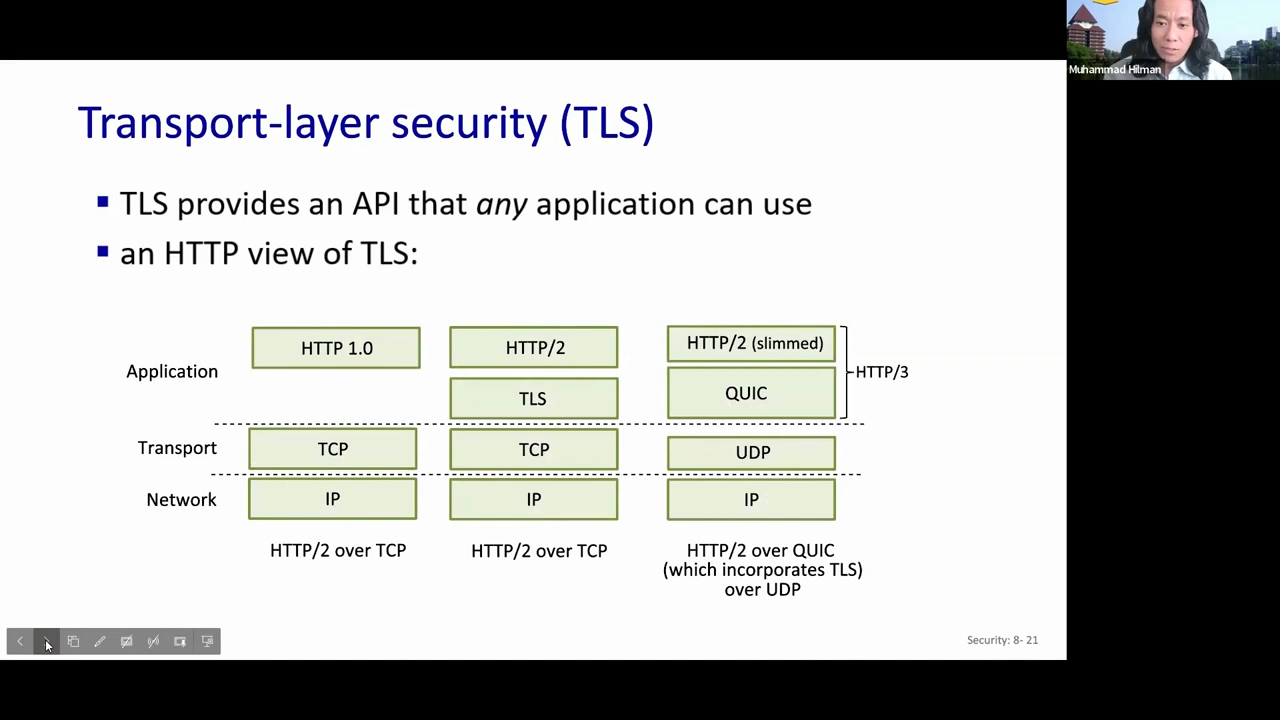 Muhammad Hilman
Transport-layer security (TLS)
TLS provides an API that any application can use
an HTTP view of TLS:
HTTP 1.0
HTTP/2
HTTP/2 (slimmed)
Application
HTTP/3
TLS
QUIC
Transport
TCP
TCP
UDP
Network
IP
IP
IP
HTTP/2 over TCP
HTTP/2 over TCP
HTTP/2 over QUIC
(which incorporates TLS)
over UDP
Security: 8- 21